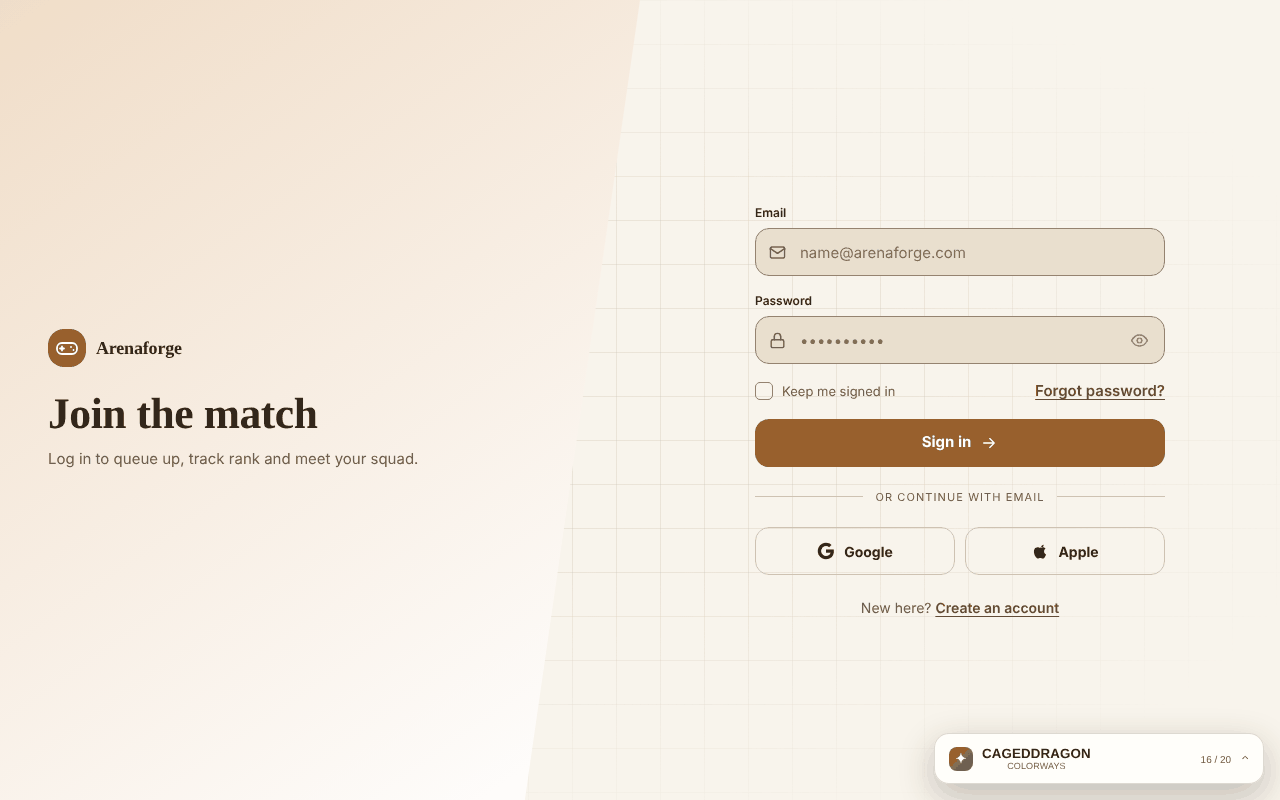 Arenaforge
Join the match
Log in to queue up, track rank and meet your squad.
Email
name@arenaforge.com
Password
••••••••••
Keep me signed in
Forgot password?
Sign in →
OR CONTINUE WITH EMAIL
Google
Apple
New here? Create an account
CAGEDDRAGON
COLORWAYS
16 / 20